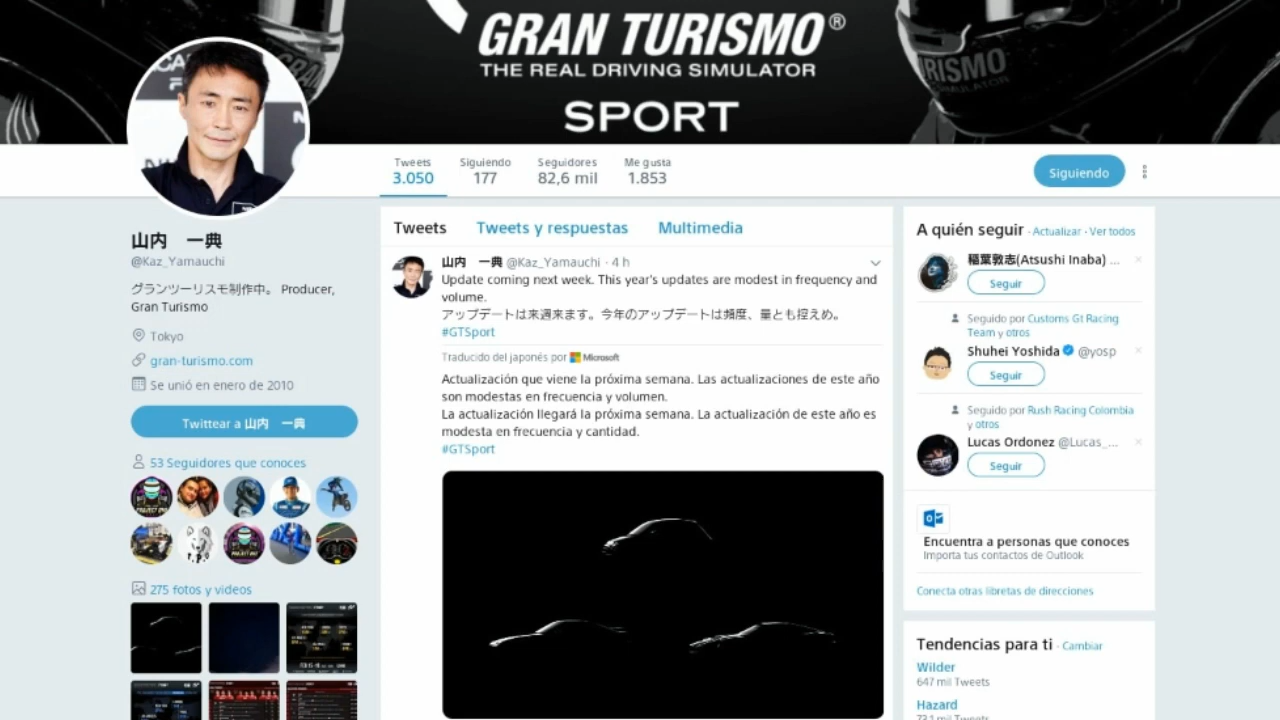 GRAN TURISMO®
THE REAL DRIVING SIMULATOR
SPORT
Tweets
3.050
Siguiendo
177
Seguidores
82,6 mil
Me gusta
1.853
Siguiendo
山内 一典
@Kaz_Yamauchi
グランツーリスモ制作中。 Producer,
Gran Turismo
Tokyo
gran-turismo.com
Se unió en enero de 2010
Twittear a 山内 一典
53 Seguidores que conoces
275 fotos y videos
Tweets
Tweets y respuestas
Multimedia
山内 一典 @Kaz_Yamauchi · 4 h
Update coming next week. This year's updates are modest in frequency and
volume.
アップデートは来週来ます。今年のアップデートは頻度、量とも控えめ。
#GTSport
Traducido del japonés por Microsoft
Actualización que viene la próxima semana. Las actualizaciones de este año
son modestas en frecuencia y volumen.
La actualización llegará la próxima semana. La actualización de este año es
modesta en frecuencia y cantidad.
#GTSport
A quién seguir · Actualizar · Ver todos
稲葉敦志(Atsushi Inaba) ...
Seguir
Seguido por Customs Gt Racing
Team y otros
Shuhei Yoshida @yosp
Seguir
Seguido por Rush Racing Colombia
y otros
Lucas Ordonez @Lucas_...
Seguir
Encuentra a personas que conoces
Importa tus contactos de Outlook
Conecta otras libretas de direcciones
Tendencias para ti · Cambiar
Wilder
647 mil Tweets
Hazard